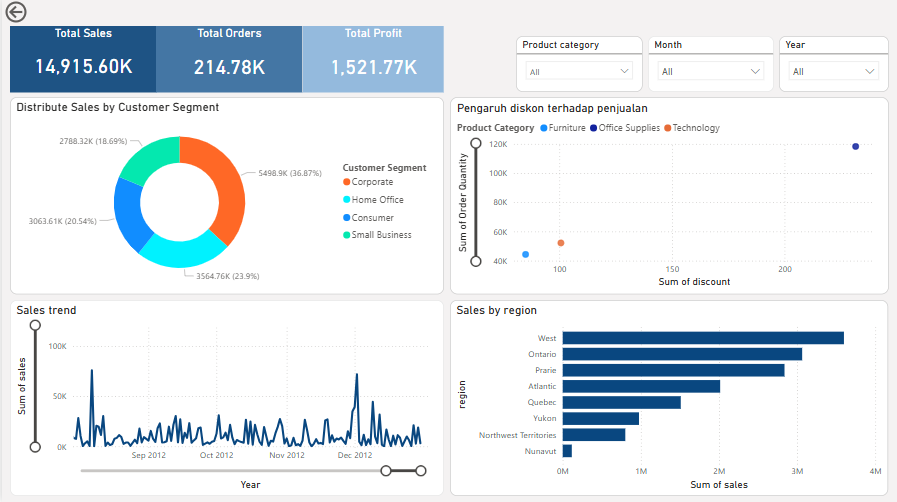 Total Sales
14,915.60K
Total Orders
214.78K
Total Profit
1,521.77K
Product category
All
Month
All
Year
All
Distribute Sales by Customer Segment
2788.32K (18.69%)
5498.9K (36.87%)
3063.61K (20.54%)
3564.76K (23.9%)
Customer Segment
Corporate
Home Office
Consumer
Small Business
Pengaruh diskon terhadap penjualan
Product Category Furniture Office Supplies Technology
Sum of Order Quantity
120K
100K
80K
60K
40K
100 150 200
Sum of discount
Sales trend
Sum of sales
100K
50K
0K
Sep 2012 Oct 2012 Nov 2012 Dec 2012
Year
Sales by region
region
West
Ontario
Prarie
Atlantic
Quebec
Yukon
Northwest Territories
Nunavut
0M 1M 2M 3M 4M
Sum of sales